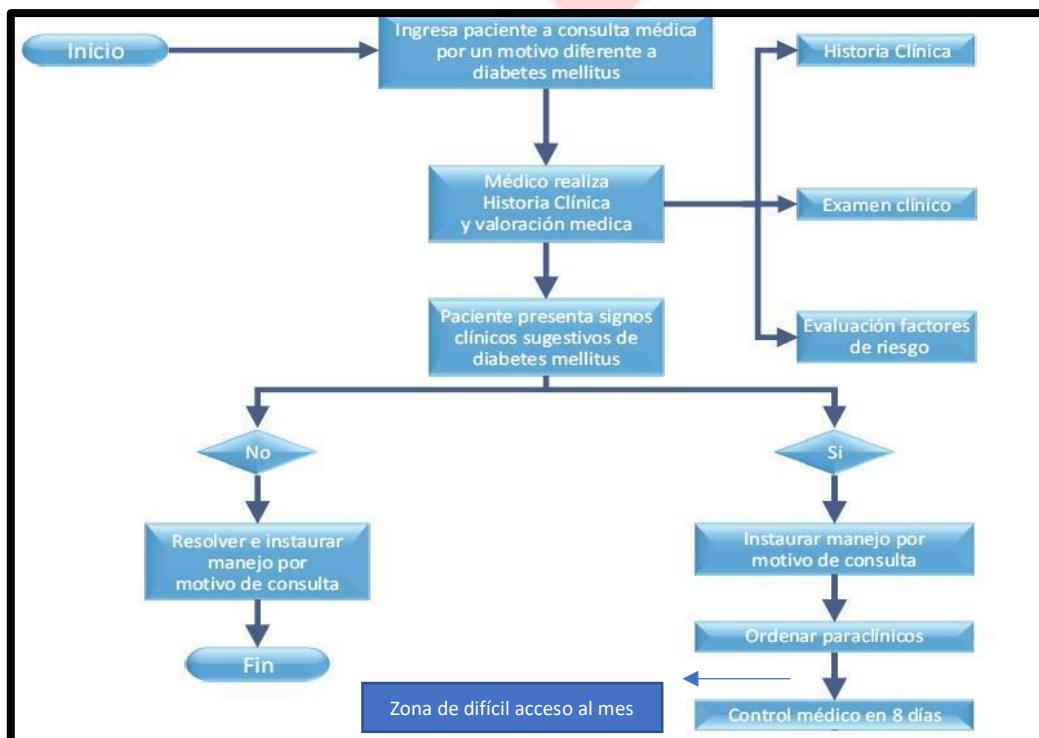 Inicio
Ingresa paciente a consulta médica
por un motivo diferente a
diabetes mellitus
Historia Clínica
Médico realiza
Historia Clínica
y valoración medica
Examen clínico
Paciente presenta signos
clínicos sugestivos de
diabetes mellitus
Evaluación factores
de riesgo
No
Si
Resolver e instaurar
manejo por
motivo de consulta
Instaurar manejo por
motivo de consulta
Ordenar paraclínicos
Fin
Zona de difícil acceso al mes
Control médico en 8 días